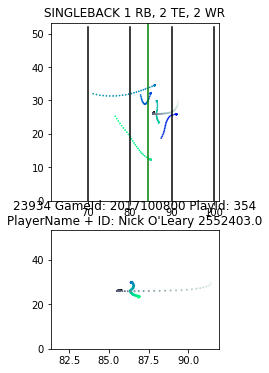 SINGLEBACK 1 RB, 2 TE, 2 WR
50
40
30
20
10
0
70 80 90 100
23934 GameId: 2017100800 PlayId: 354
PlayerName + ID: Nick O'Leary 2552403.0
40
20
0
82.5 85.0 87.5 90.0